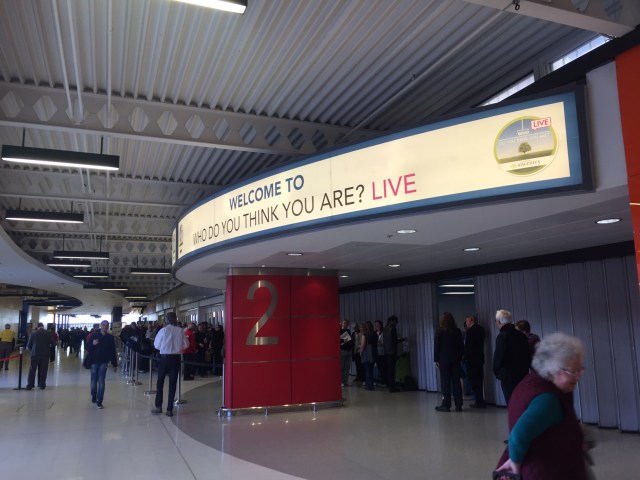 WELCOME TO
WHO DO YOU THINK YOU ARE? LIVE
LIVE
2